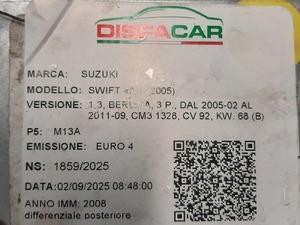 DISFACAR
MARCA: SUZUKI
MODELLO: SWIFT 2005)
VERSIONE: 1,3, 3 P., DAL 2005-02 AL
2011-09, CM3 1328, CV 92, KW. 68 (B)
P5: M13A
EMISSIONE: EURO 4
NS: 1859/2025
DATA:02/09/2025 08:48:00
ANNO IMM: 2008
differenziale posteriore